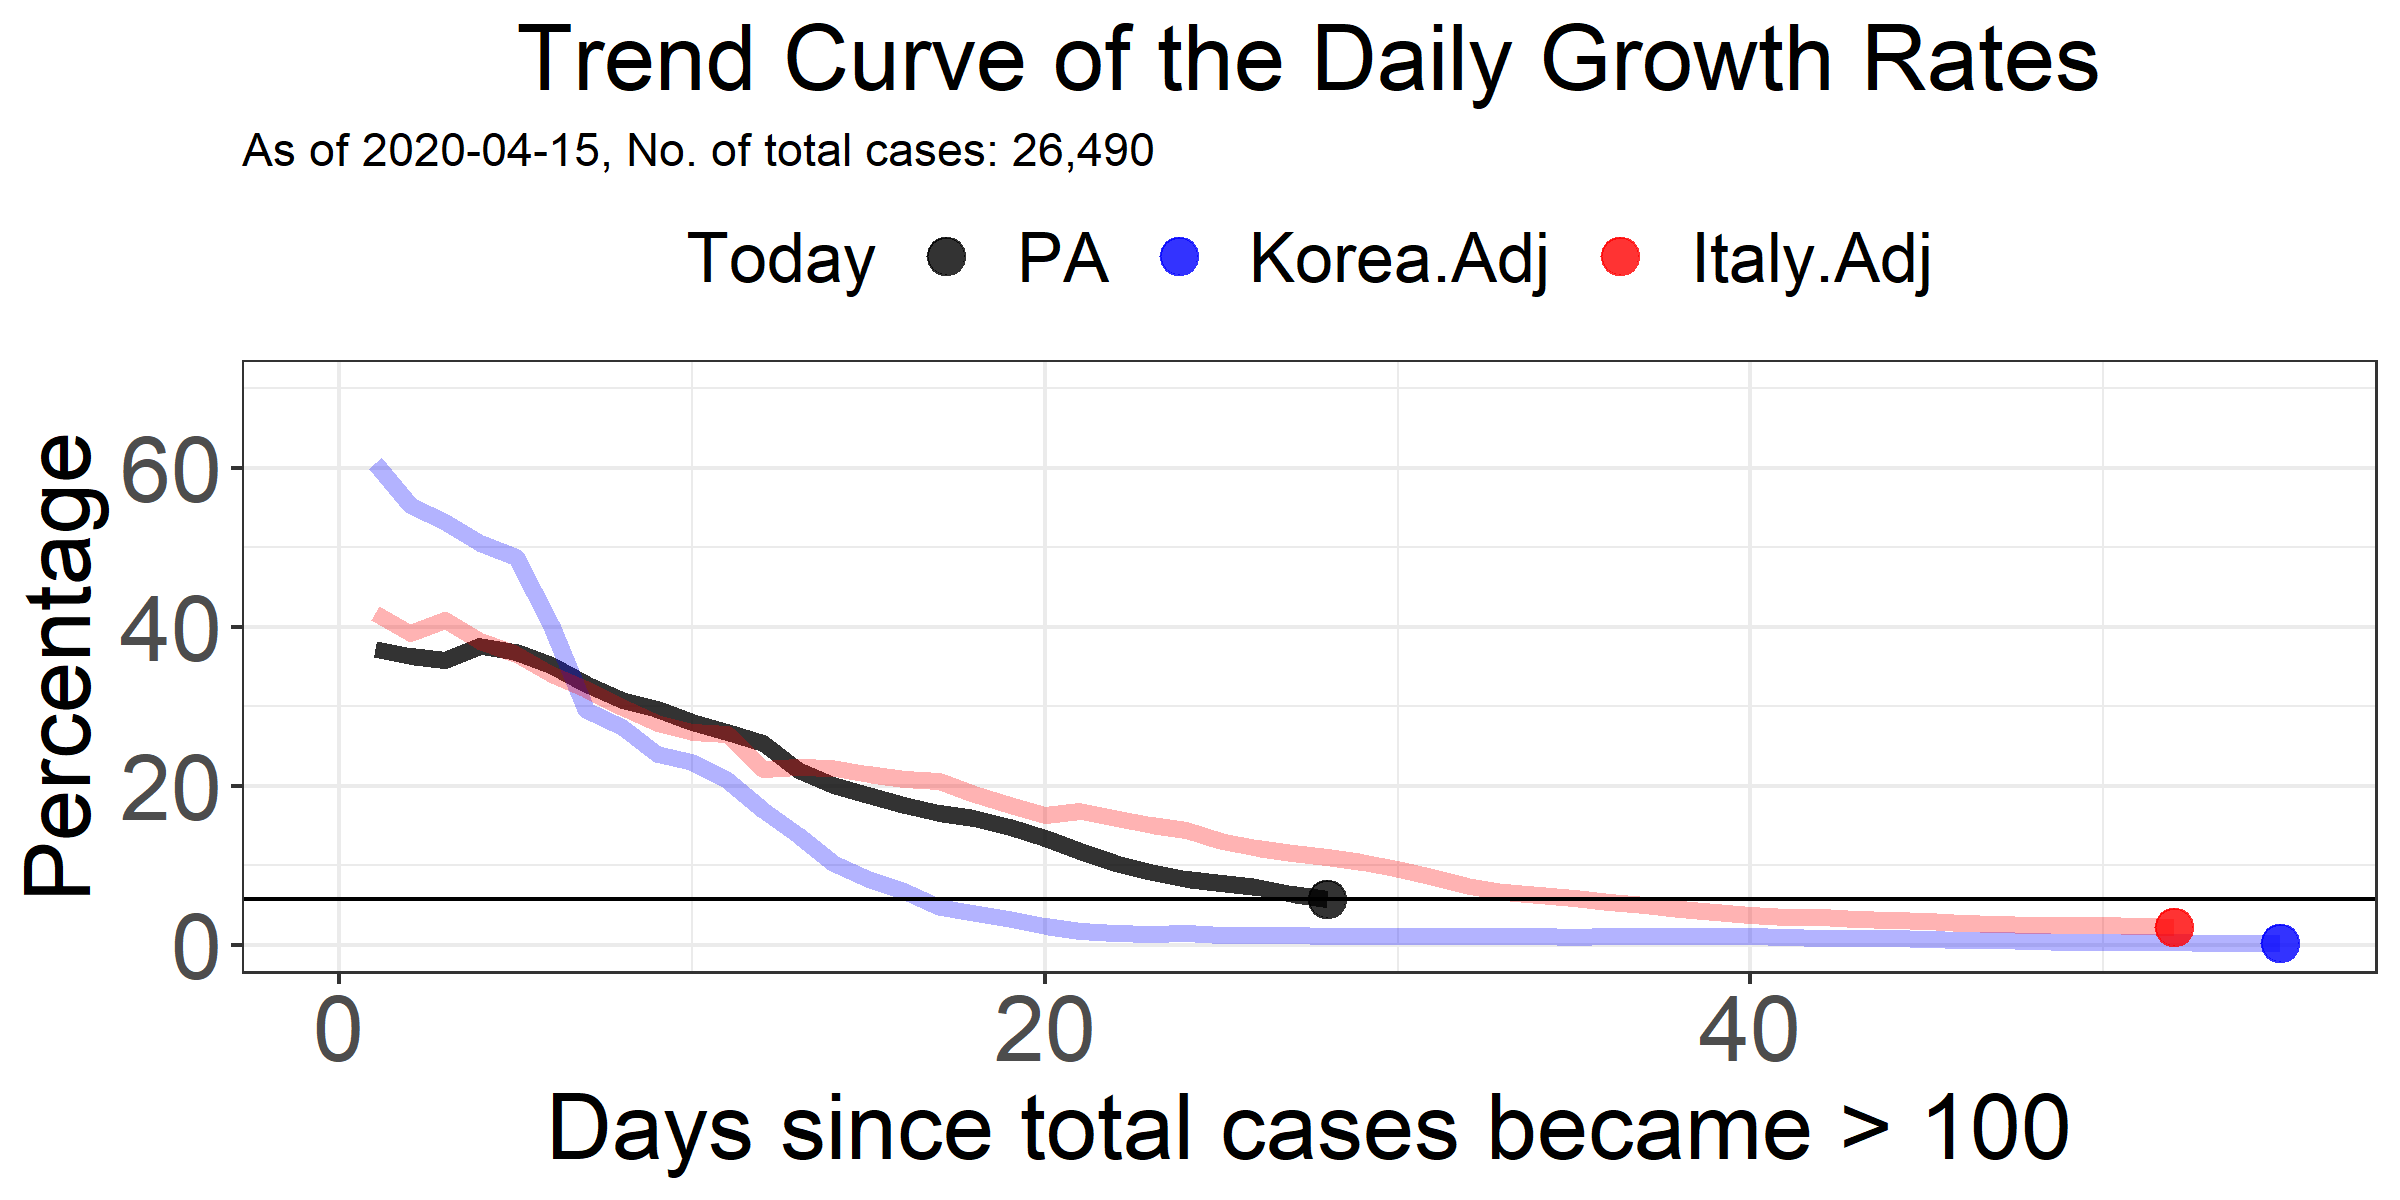 Trend Curve of the Daily Growth Rates
As of 2020-04-15, No. of total cases: 26,490
Today PA Korea.Adj Italy.Adj
Percentage
60
40
20
0
0 20 40
Days since total cases became > 100